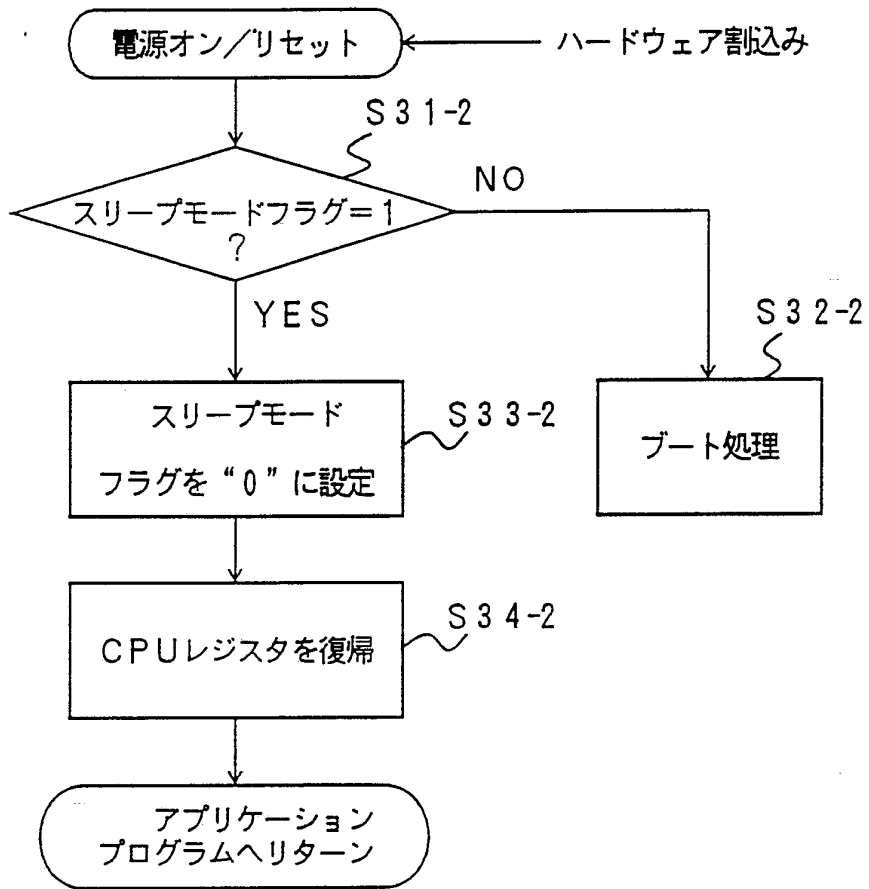 電源オン/リセット
ハードウェア割込み
S31-2
スリープモードフラグ=1
?
NO
YES
S32-2
スリープモード
フラグを“0”に設定
S33-2
ブート処理
CPUレジスタを復帰
S34-2
アプリケーション
プログラムへリターン